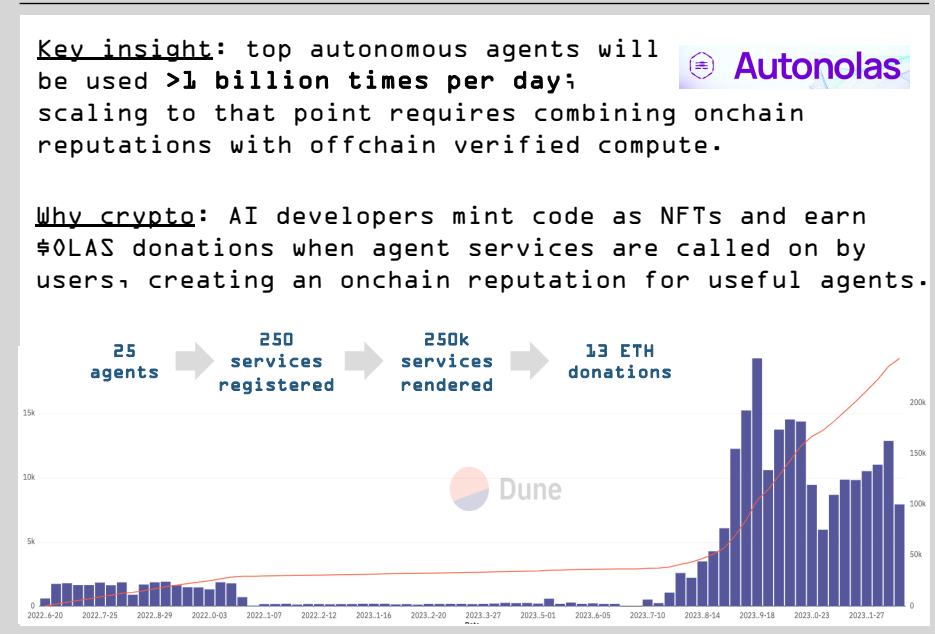 Key insight: top autonomous agents will
be used >1 billion times per day;
scaling to that point requires combining onchain
reputations with offchain verified compute.
Autonolas
Why crypto: AI developers mint code as NFTs and earn
$OLAS donations when agent services are called on by
users, creating an onchain reputation for useful agents.
25
agents
250
services
registered
250k
services
rendered
13 ETH
donations
15k
10k
5k
0
200k
150k
100k
50k
0
Dune
2022..6-20 2022..7-25 2022..8-29 2022..0-03 2022..1-07 2022..2-12 2023..1-16 2023..2-20 2023..3-27 2023..5-01 2023..6-05 2023..7-10 2023..8-14 2023..9-18 2023..0-23 2023..1-27